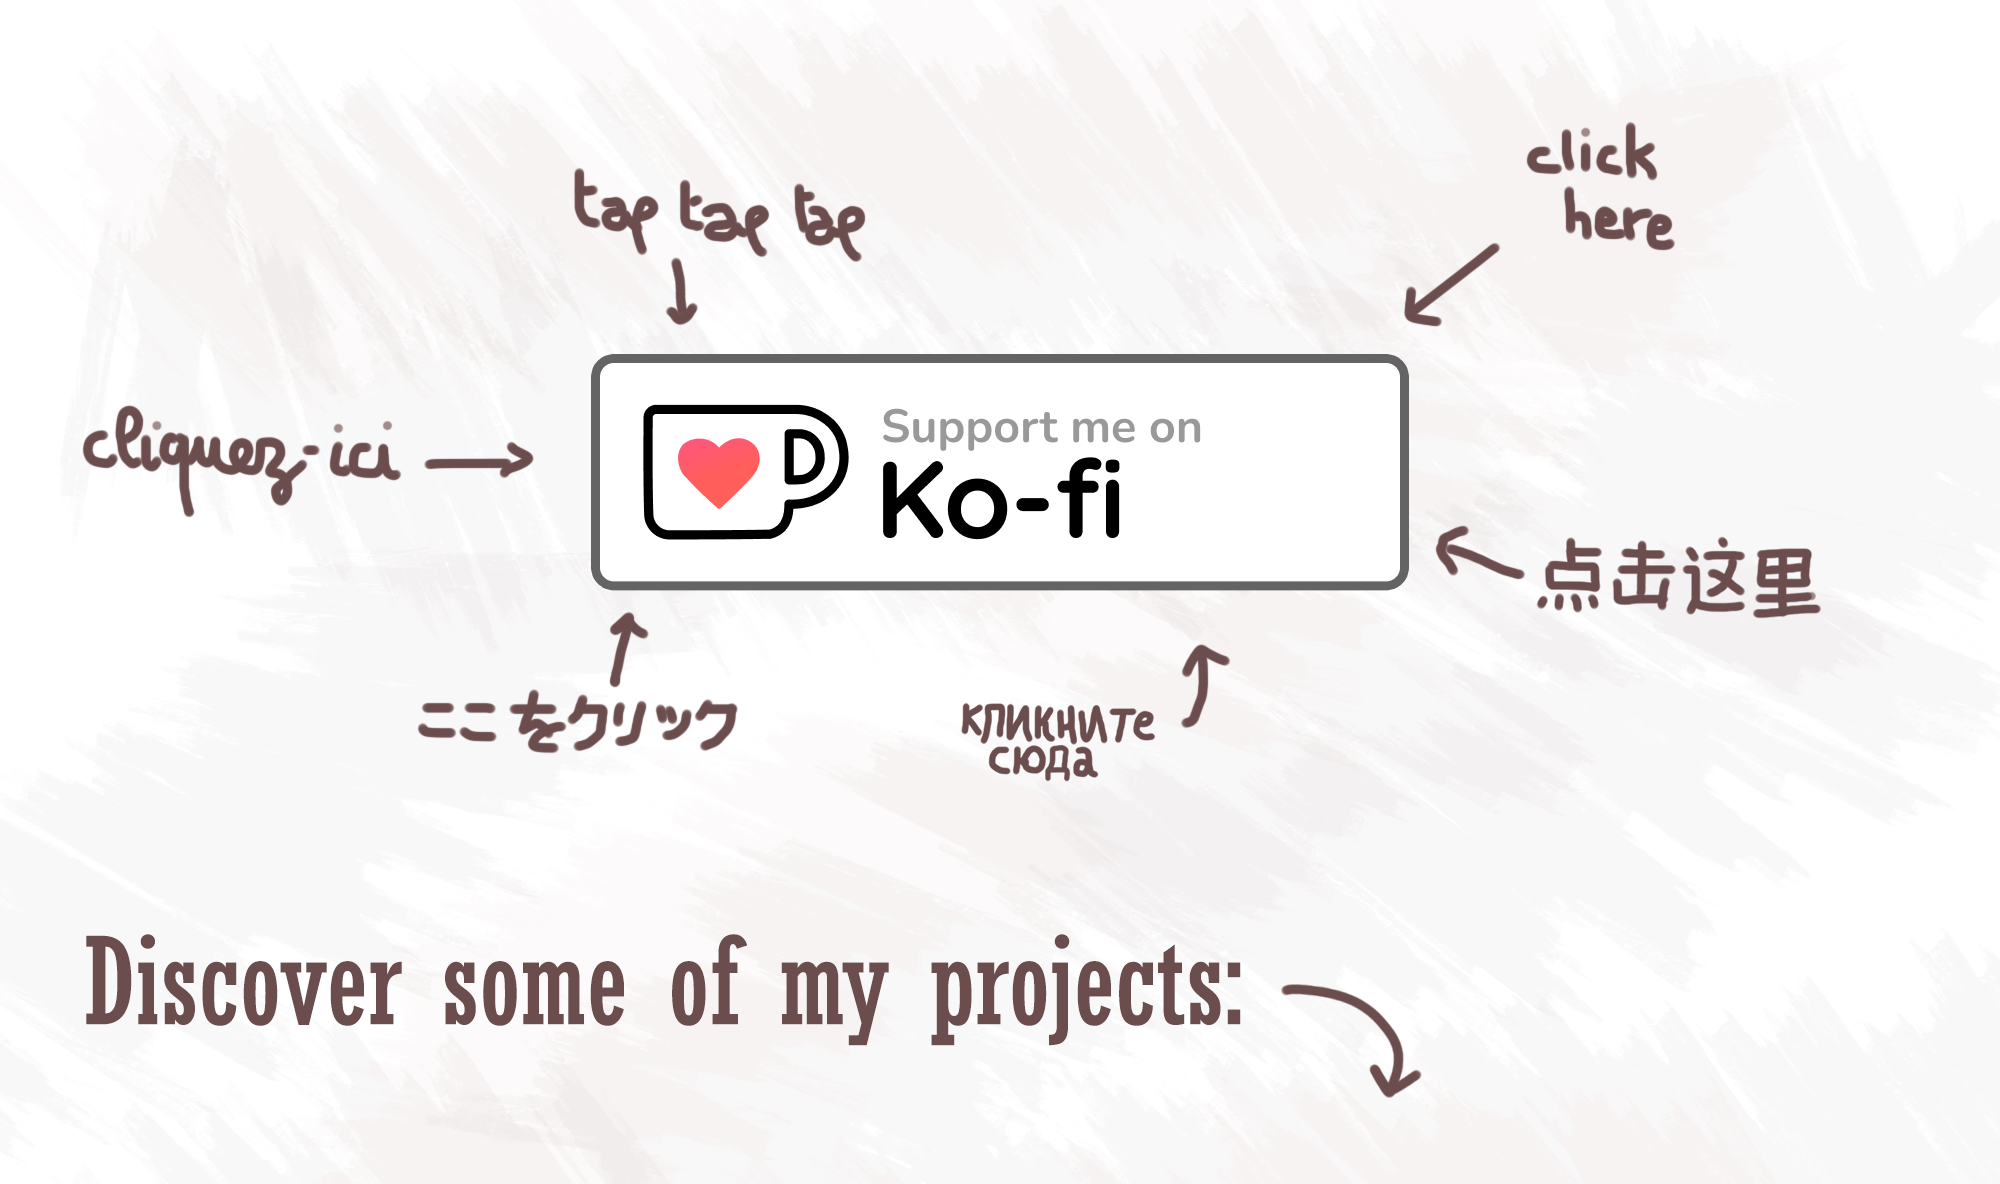 click
here
tap tap tap
cliquez-ici
Support me on
Ko-fi
点击这里
ここをクリック
кликните
сюда
Discover some of my projects: